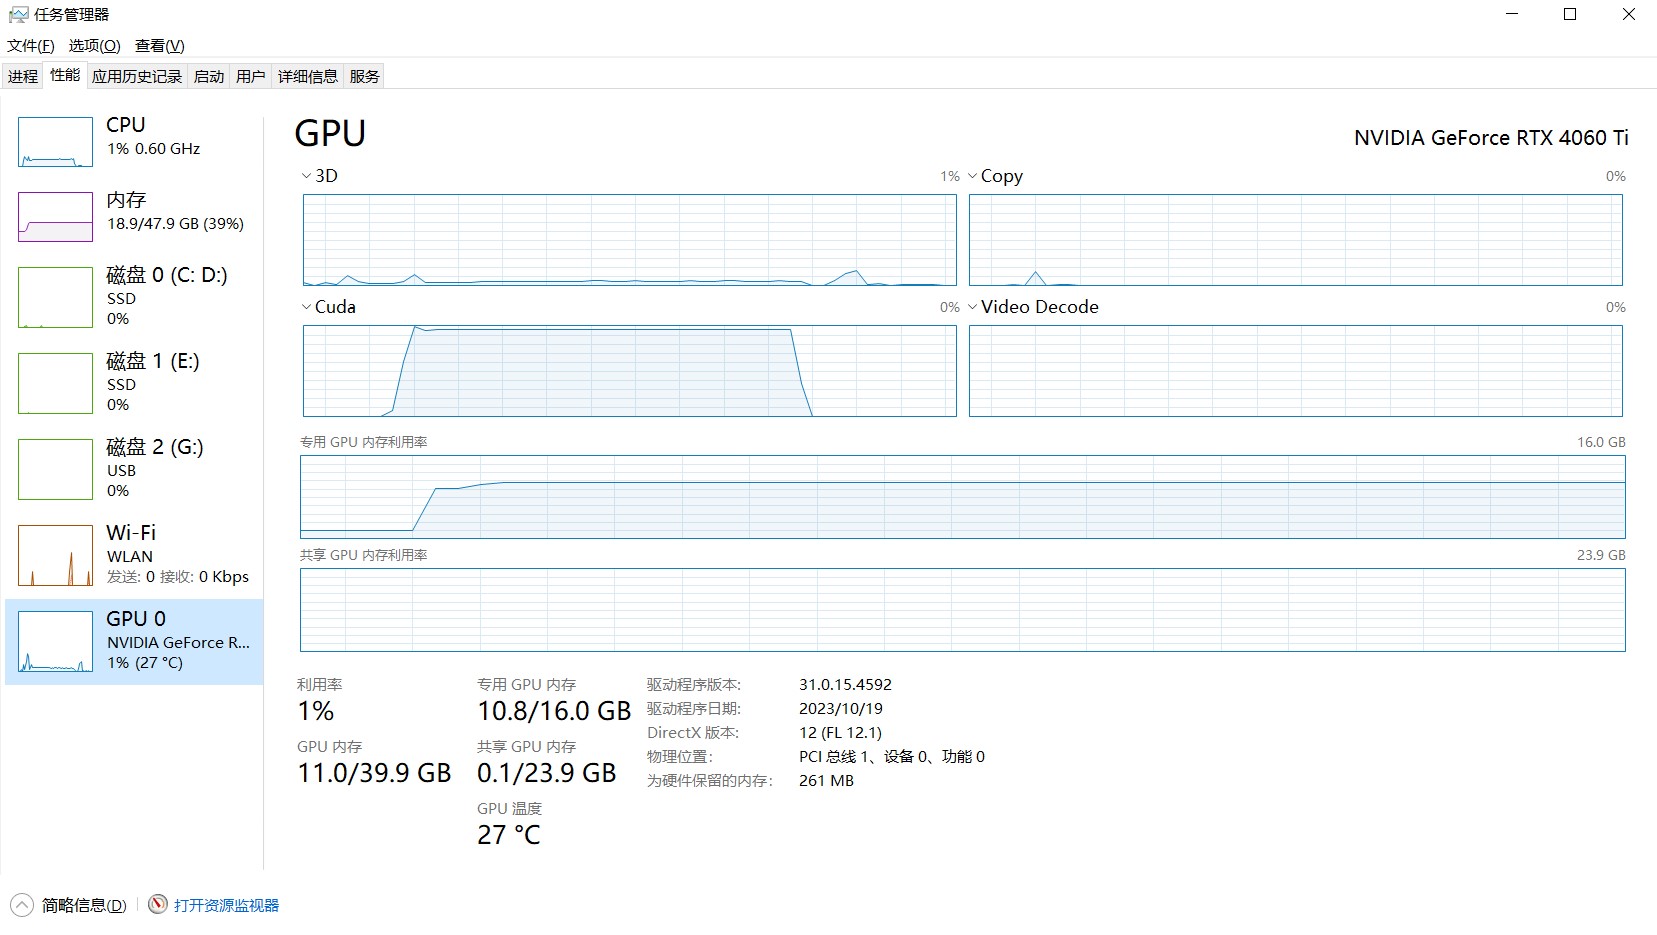 任务管理器
文件(F) 选项(O) 查看(V)
进程 性能 应用历史记录 启动 用户 详细信息 服务
CPU
1% 0.60 GHz
内存
18.9/47.9 GB (39%)
磁盘 0 (C: D:)
SSD
0%
磁盘 1 (E:)
SSD
0%
磁盘 2 (G:)
USB
0%
Wi-Fi
WLAN
发送: 0 接收: 0 Kbps
GPU 0
NVIDIA GeForce R...
1% (27 °C)
GPU
NVIDIA GeForce RTX 4060 Ti
3D 1%
Copy 0%
Cuda 0%
Video Decode 0%
专用 GPU 内存利用率 16.0 GB
共享 GPU 内存利用率 23.9 GB
利用率
1%
专用 GPU 内存
10.8/16.0 GB
GPU 内存
11.0/39.9 GB
共享 GPU 内存
0.1/23.9 GB
GPU 温度
27 °C
驱动程序版本: 31.0.15.4592
驱动程序日期: 2023/10/19
DirectX 版本: 12 (FL 12.1)
物理位置: PCI 总线 1、设备 0、功能 0
为硬件保留的内存: 261 MB
简略信息(D) 打开资源监视器